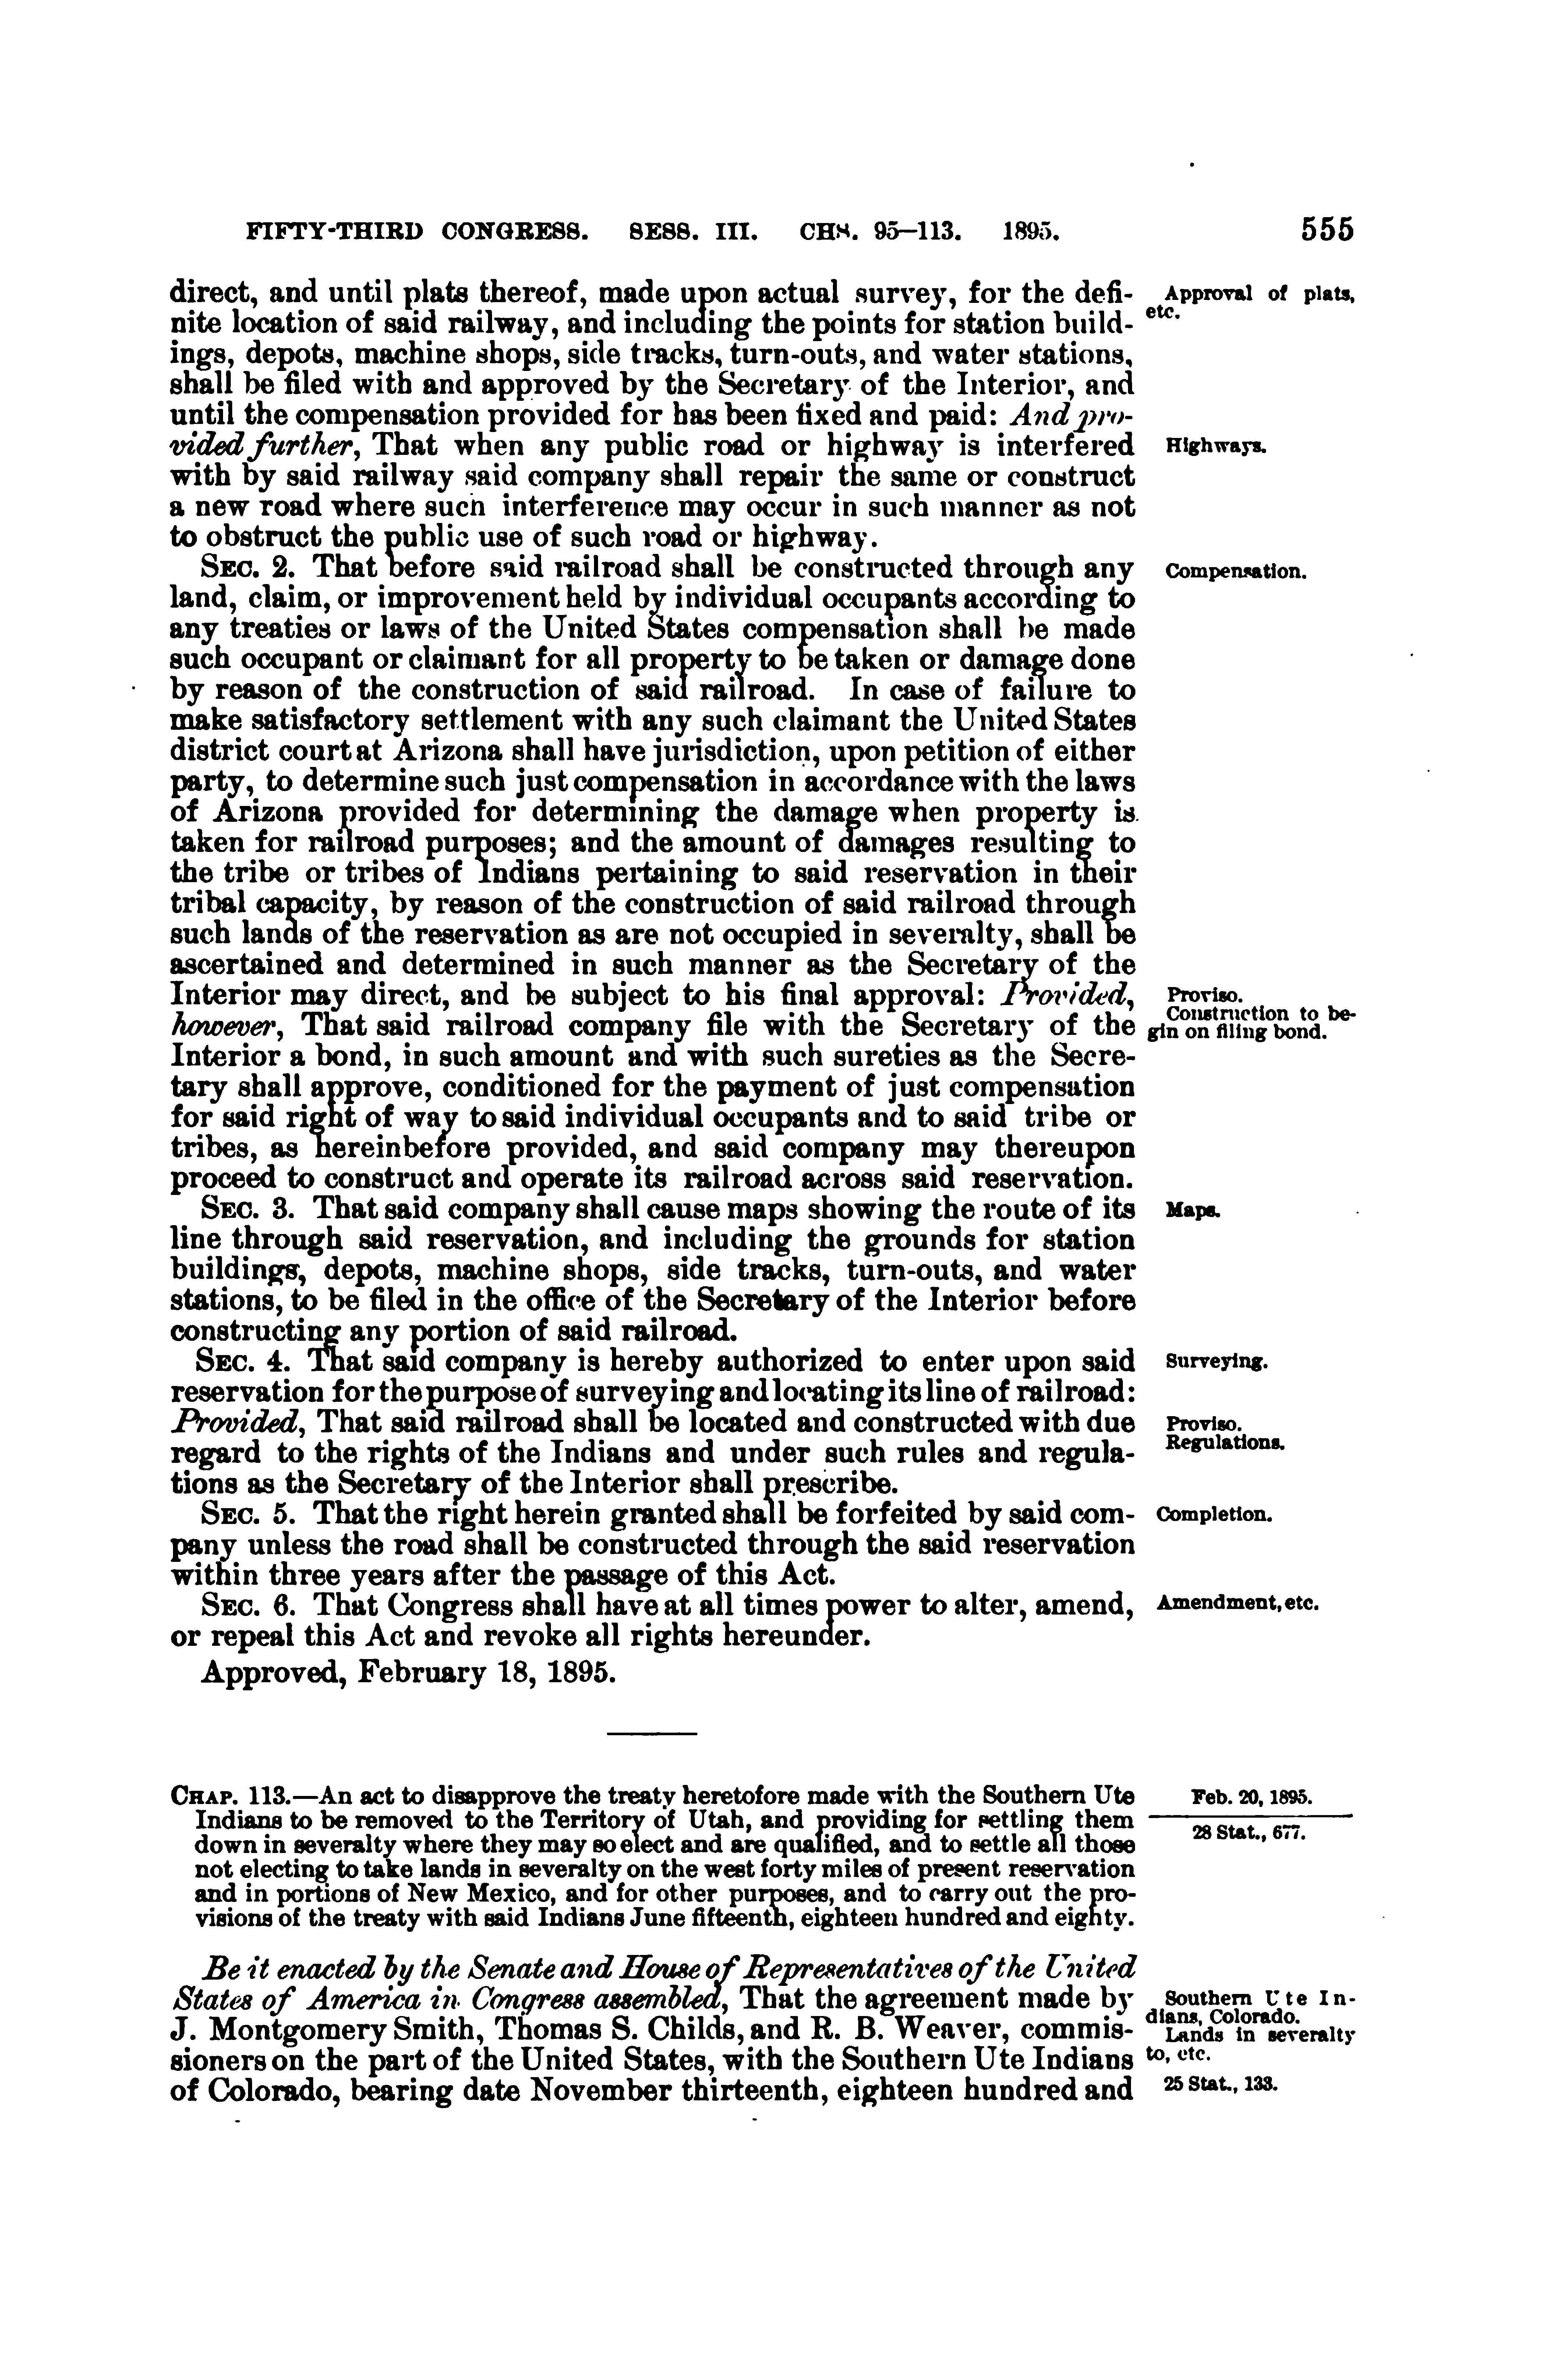 FIFTY-THIRD CONGRESS. SESS. III. CHS. 95–113. 1895. 555
direct, and until plats thereof, made upon actual survey, for the defi-
nite location of said railway, and including the points for station build-
ings, depots, machine shops, side tracks, turn-outs, and water stations,
shall be filed with and approved by the Secretary of the Interior, and
until the compensation provided for has been fixed and paid: And pro-
vided further, That when any public road or highway is interfered
with by said railway said company shall repair the same or construct
a new road where such interference may occur in such manner as not
to obstruct the public use of such road or highway.
Approval of plats,
etc.
Highways.
SEC. 2. That before said railroad shall be constructed through any
land, claim, or improvement held by individual occupants according to
any treaties or laws of the United States compensation shall be made
such occupant or claimant for all property to be taken or damage done
by reason of the construction of said railroad. In case of failure to
make satisfactory settlement with any such claimant the United States
district court at Arizona shall have jurisdiction, upon petition of either
party, to determine such just compensation in accordance with the laws
of Arizona provided for determining the damage when property is
taken for railroad purposes; and the amount of damages resulting to
the tribe or tribes of Indians pertaining to said reservation in their
tribal capacity, by reason of the construction of said railroad through
such lands of the reservation as are not occupied in severalty, shall be
ascertained and determined in such manner as the Secretary of the
Interior may direct, and be subject to his final approval: Provided,
however, That said railroad company file with the Secretary of the
Interior a bond, in such amount and with such sureties as the Secre-
tary shall approve, conditioned for the payment of just compensation
for said right of way to said individual occupants and to said tribe or
tribes, as hereinbefore provided, and said company may thereupon
proceed to construct and operate its railroad across said reservation.
Compensation.
Proviso.
Construction to be-
gin on filing bond.
SEC. 3. That said company shall cause maps showing the route of its
line through said reservation, and including the grounds for station
buildings, depots, machine shops, side tracks, turn-outs, and water
stations, to be filed in the office of the Secretary of the Interior before
constructing any portion of said railroad.
Maps.
SEC. 4. That said company is hereby authorized to enter upon said
reservation for the purpose of surveying and locating its line of railroad:
Provided, That said railroad shall be located and constructed with due
regard to the rights of the Indians and under such rules and regula-
tions as the Secretary of the Interior shall prescribe.
Surveying.
Proviso.
Regulations.
SEC. 5. That the right herein granted shall be forfeited by said com-
pany unless the road shall be constructed through the said reservation
within three years after the passage of this Act.
Completion.
SEC. 6. That Congress shall have at all times power to alter, amend,
or repeal this Act and revoke all rights hereunder.
Amendment, etc.
Approved, February 18, 1895.
CHAP. 113.—An act to disapprove the treaty heretofore made with the Southern Ute
Indians to be removed to the Territory of Utah, and providing for settling them
down in severalty where they may so elect and are qualified, and to settle all those
not electing to take lands in severalty on the west forty miles of present reservation
and in portions of New Mexico, and for other purposes, and to carry out the pro-
visions of the treaty with said Indians June fifteenth, eighteen hundred and eighty.
Feb. 20, 1895.
28 Stat., 677.
Be it enacted by the Senate and House of Representatives of the United
States of America in Congress assembled, That the agreement made by
J. Montgomery Smith, Thomas S. Childs, and R. B. Weaver, commis-
sioners on the part of the United States, with the Southern Ute Indians
of Colorado, bearing date November thirteenth, eighteen hundred and
Southern Ute In-
dians, Colorado.
Lands in severalty
to, etc.
25 Stat., 133.